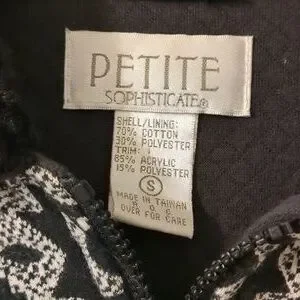 PETITE
SOPHISTICATE®
SHELL/LINING:
70% COTTON
30% POLYESTER
TRIM:
85% ACRYLIC
15% POLYESTER
S
MADE IN TAIWAN
R O C
OVER FOR CARE